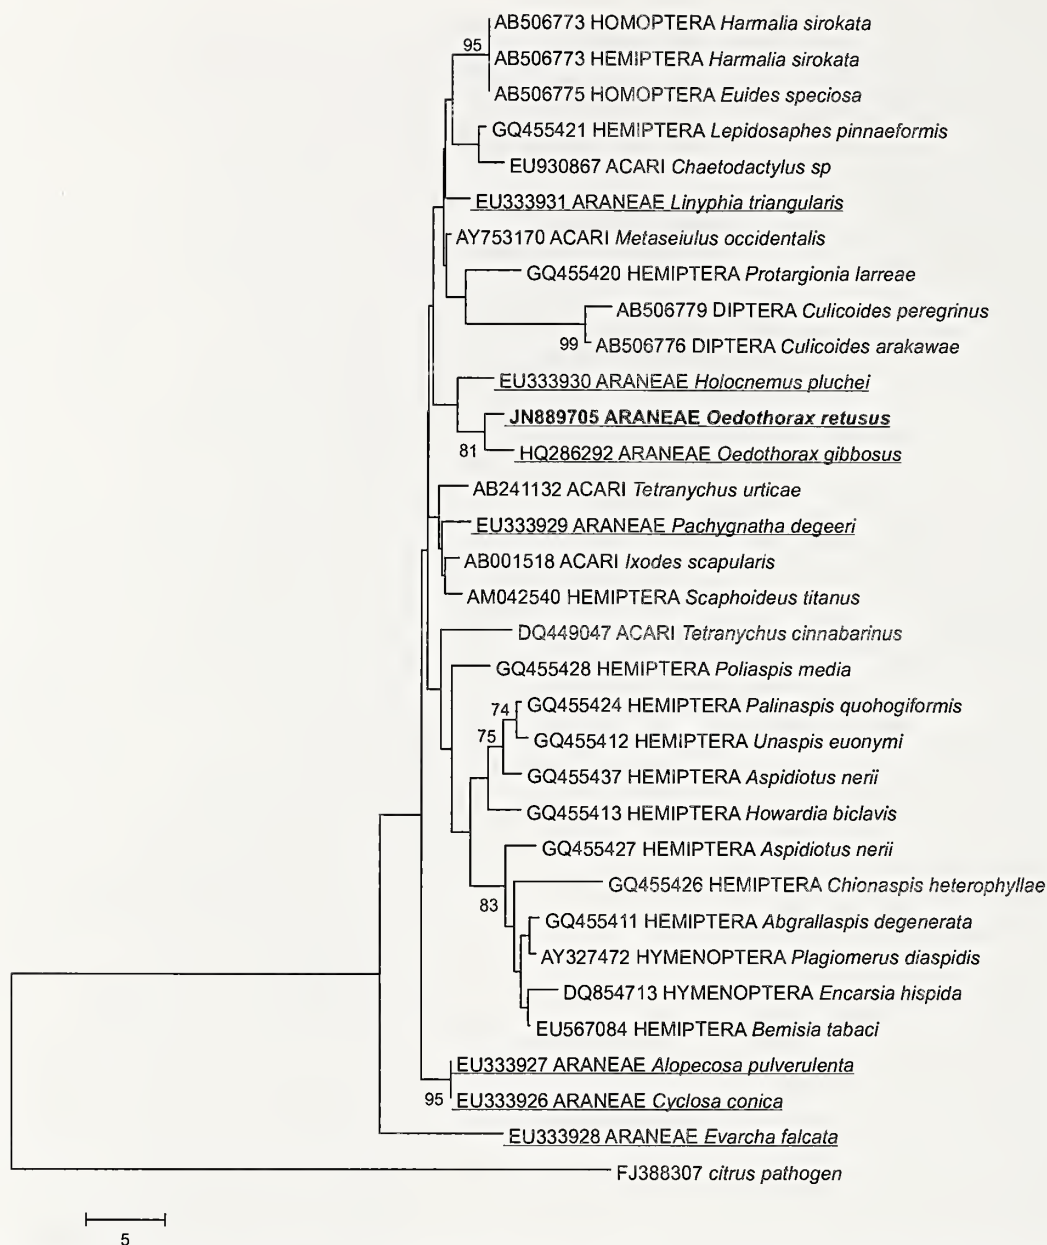 AB506773 HOMOPTERA Harmalia sirokata
95
AB506773 HEMIPTERA Harmalia sirokata
AB506775 HOMOPTERA Euides speciosa
GQ455421 HEMIPTERA Lepidosaphes pinnaeformis
EU930867 ACARI Chaetodactylus sp
EU333931 ARANEAE Linyphia triangularis
AY753170 ACARI Metaseiulus occidentalis
GQ455420 HEMIPTERA Protargionia larreae
AB506779 DIPTERA Culicoides peregrinus
99 AB506776 DIPTERA Culicoides arakawae
EU333930 ARANEAE Holocnemus pluchei
JN889705 ARANEAE Oedothorax retusus
81 HQ286292 ARANEAE Oedothorax gibbosus
AB241132 ACARI Tetranychus urticae
EU333929 ARANEAE Pachygnatha degeeri
AB001518 ACARI Ixodes scapularis
AM042540 HEMIPTERA Scaphoideus titanus
DQ449047 ACARI Tetranychus cinnabarinus
GQ455428 HEMIPTERA Poliaspis media
74 GQ455424 HEMIPTERA Palinaspis quohogiformis
75 GQ455412 HEMIPTERA Unaspis euonymi
GQ455437 HEMIPTERA Aspidiotus nerii
GQ455413 HEMIPTERA Howardia biclavis
GQ455427 HEMIPTERA Aspidiotus nerii
GQ455426 HEMIPTERA Chionaspis heterophyllae
83
GQ455411 HEMIPTERA Abgrallaspis degenerata
AY327472 HYMENOPTERA Plagiomerus diaspidis
DQ854713 HYMENOPTERA Encarsia hispida
EU567084 HEMIPTERA Bemisia tabaci
EU333927 ARANEAE Alopecosa pulverulenta
95 EU333926 ARANEAE Cyclosa conica
EU333928 ARANEAE Evarcha falcata
FJ388307 citrus pathogen
5